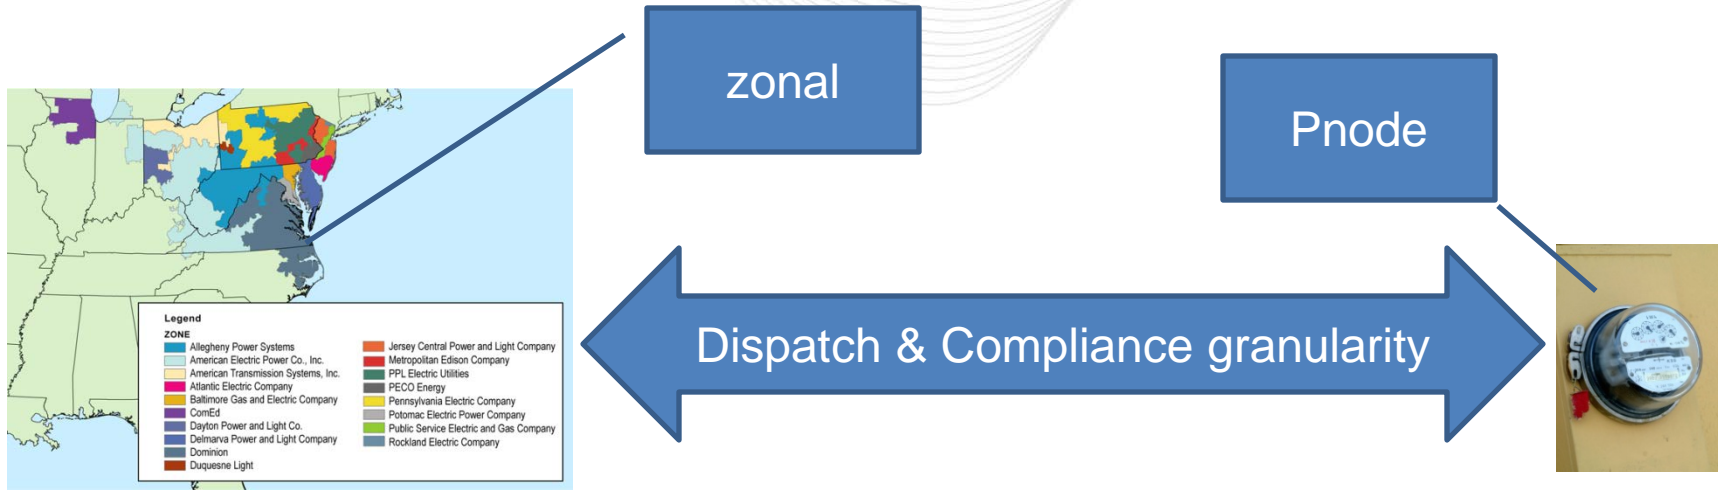 zonal
Pnode
Dispatch & Compliance granularity
Legend
ZONE
Allegheny Power Systems
American Electric Power Co., Inc.
American Transmission Systems, Inc.
Atlantic Electric Company
Baltimore Gas and Electric Company
ComEd
Dayton Power and Light Co.
Delmarva Power and Light Company
Dominion
Duquesne Light
Jersey Central Power and Light Company
Metropolitan Edison Company
PPL Electric Utilities
PECO Energy
Pennsylvania Electric Company
Potomac Electric Power Company
Public Service Electric and Gas Company
Rockland Electric Company